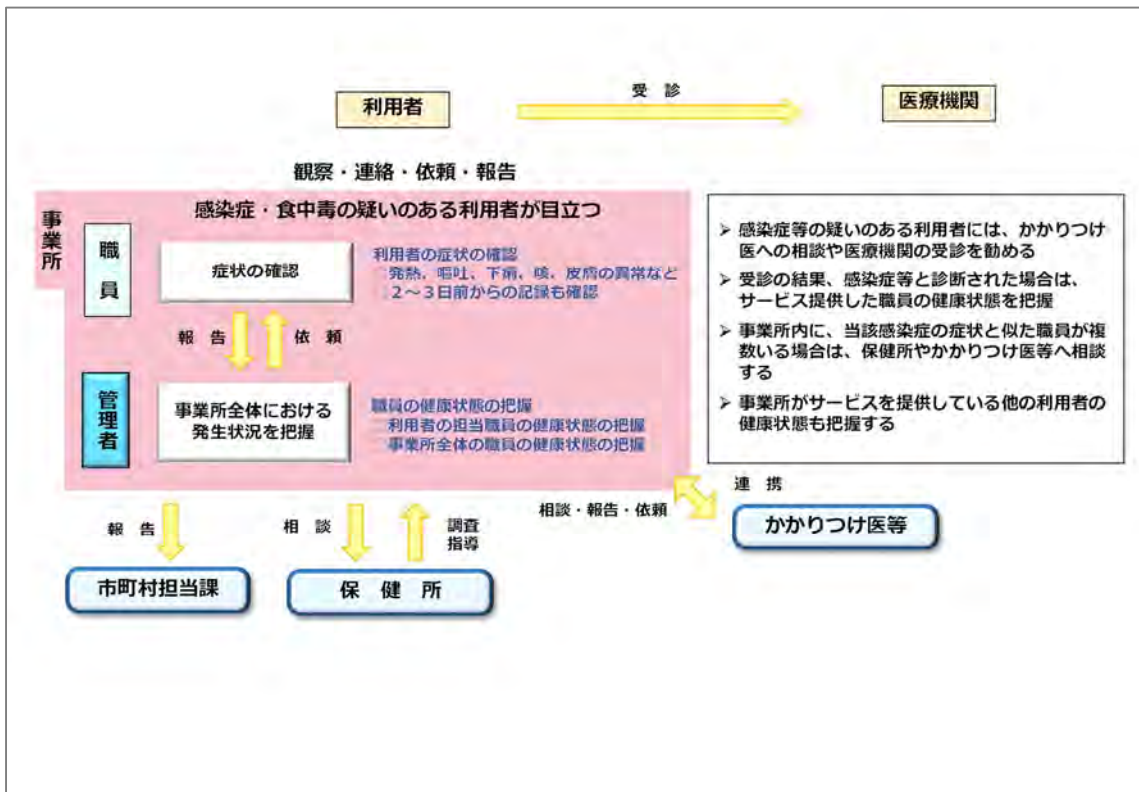 利用者
受 診
医療機関
観察・連絡・依頼・報告
事業所
感染症・食中毒の疑いのある利用者が目立つ
職員
症状の確認
利用者の症状の確認
発熱、嘔吐、下痢、咳、皮膚の異常など
２～３日前からの記録も確認
報 告
依 頼
管理者
事業所全体における
発生状況を把握
職員の健康状態の把握
利用者の担当職員の健康状態の把握
事業所全体の職員の健康状態の把握
➢ 感染症等の疑いのある利用者には、かかりつけ
医への相談や医療機関の受診を勧める
➢ 受診の結果、感染症等と診断された場合は、
サービス提供した職員の健康状態を把握
➢ 事業所内に、当該感染症の症状と似た職員が複
数いる場合は、保健所やかかりつけ医等へ相談
する
➢ 事業所がサービスを提供している他の利用者の
健康状態も把握する
報 告
相 談
調査
指導
相談・報告・依頼
連 携
かかりつけ医等
市町村担当課
保 健 所